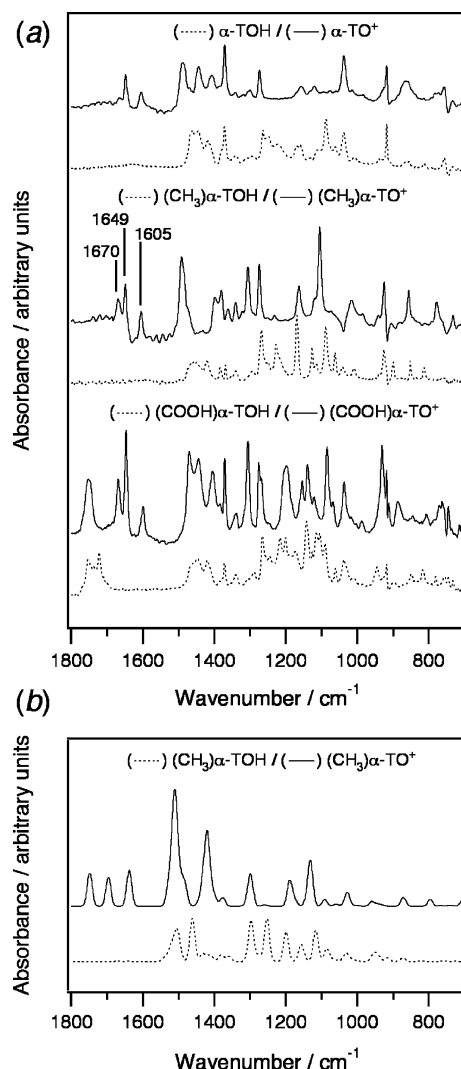 (a)
(·····) α-TOH / (—) α-TO⁺
(·····) (CH₃)α-TOH / (—) (CH₃)α-TO⁺
1649
1670
1605
(·····) (COOH)α-TOH / (—) (COOH)α-TO⁺
Absorbance / arbitrary units
1800 1600 1400 1200 1000 800
Wavenumber / cm⁻¹
(b)
(·····) (CH₃)α-TOH / (—) (CH₃)α-TO⁺
Absorbance / arbitrary units
1800 1600 1400 1200 1000 800
Wavenumber / cm⁻¹